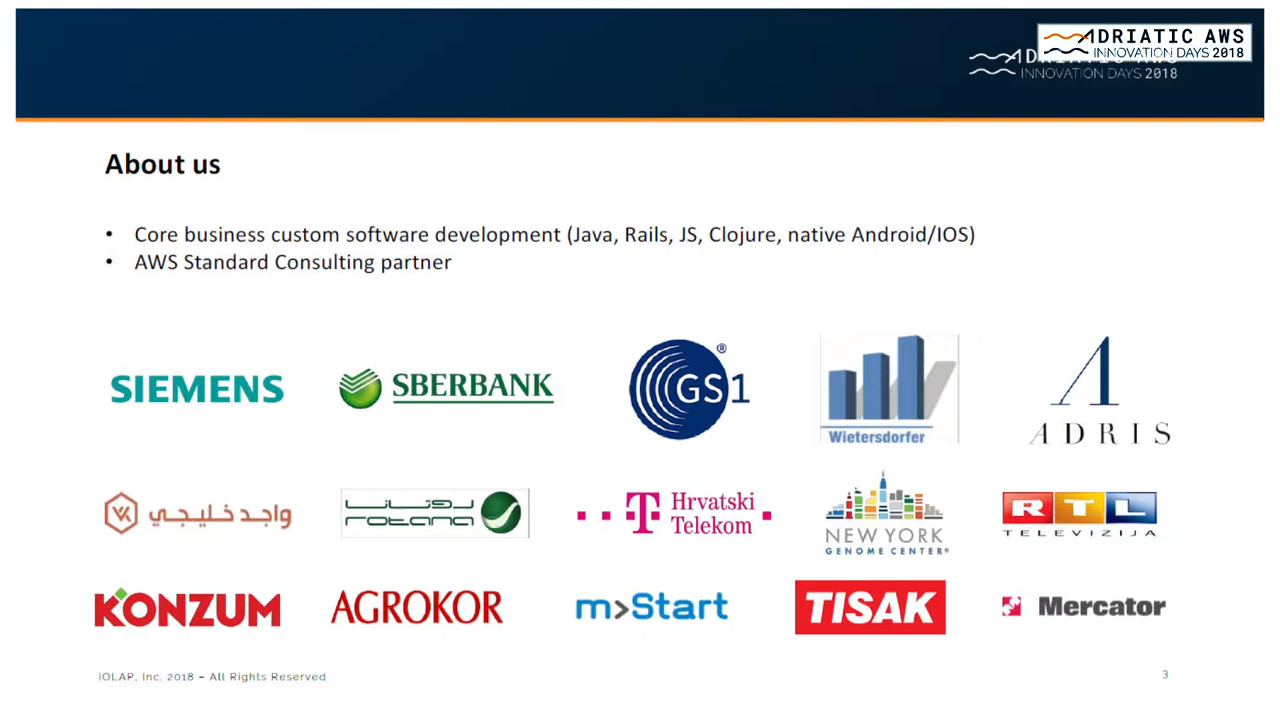 ADRIATIC AWS
INNOVATION DAYS 2018
INNOVATION DAYS 2018
About us
• Core business custom software development (Java, Rails, JS, Clojure, native Android/IOS)
• AWS Standard Consulting partner
SIEMENS
SBERBANK
GS1®
Wietersdorfer
A
ADRIS
واجد خليجي
روتانا
rotana
T Hrvatski
Telekom
NEW YORK
GENOME CENTER®
RTL
TELEVIZIJA
KONZUM
AGROKOR
m>Start
TISAK
Mercator
iOLAP, Inc. 2018 – All Rights Reserved
3